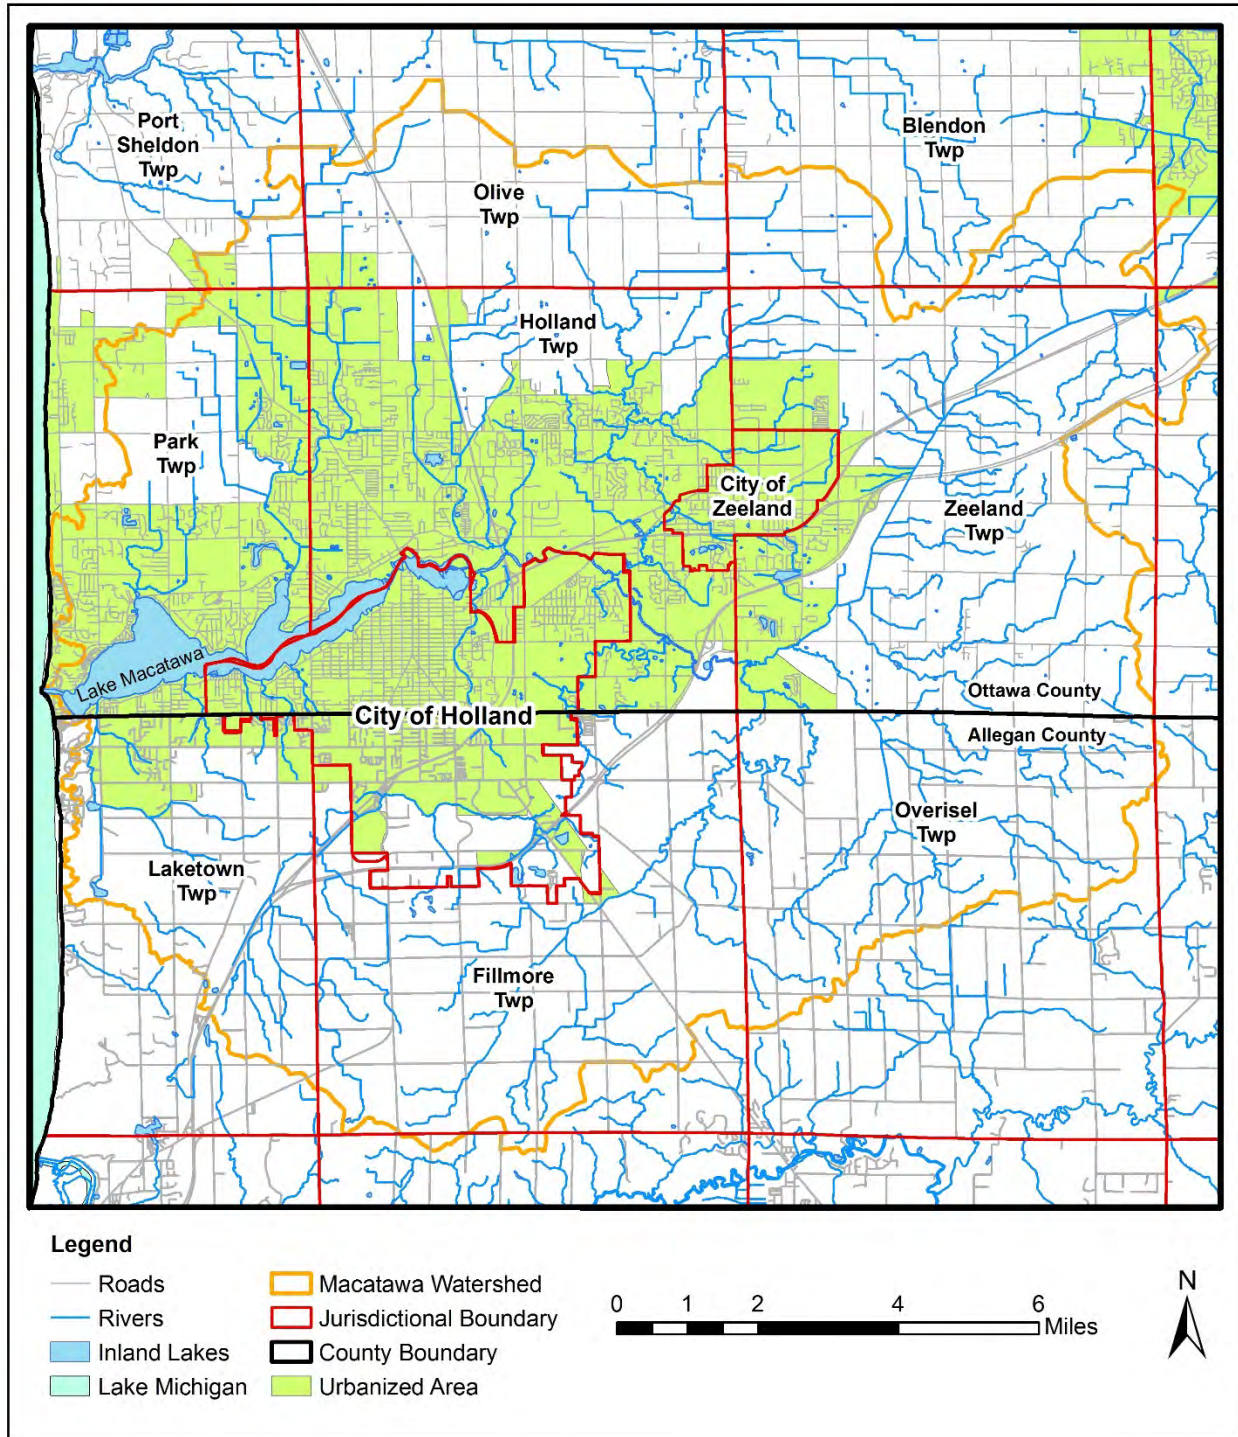 Port
Sheldon
Twp
Blendon
Twp
Olive
Twp
Holland
Twp
Park
Twp
City of
Zeeland
Zeeland
Twp
Lake Macatawa
Ottawa County
City of Holland
Allegan County
Overisel
Twp
Laketown
Twp
Fillmore
Twp
Legend
Roads
Rivers
Inland Lakes
Lake Michigan
Macatawa Watershed
Jurisdictional Boundary
County Boundary
Urbanized Area
0 1 2 4 6
Miles
N